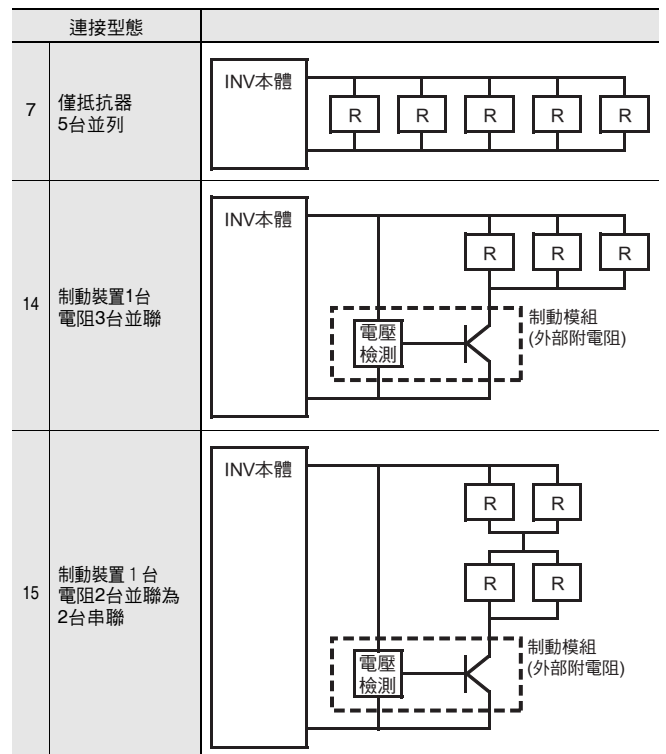 連接型態
7
僅抵抗器
5台並列
INV本體
R R R R R
14
制動裝置1台
電阻3台並聯
INV本體
R R R
電壓
檢測
制動模組
(外部附電阻)
15
制動裝置1台
電阻2台並聯為
2台串聯
INV本體
R R
R R
電壓
檢測
制動模組
(外部附電阻)